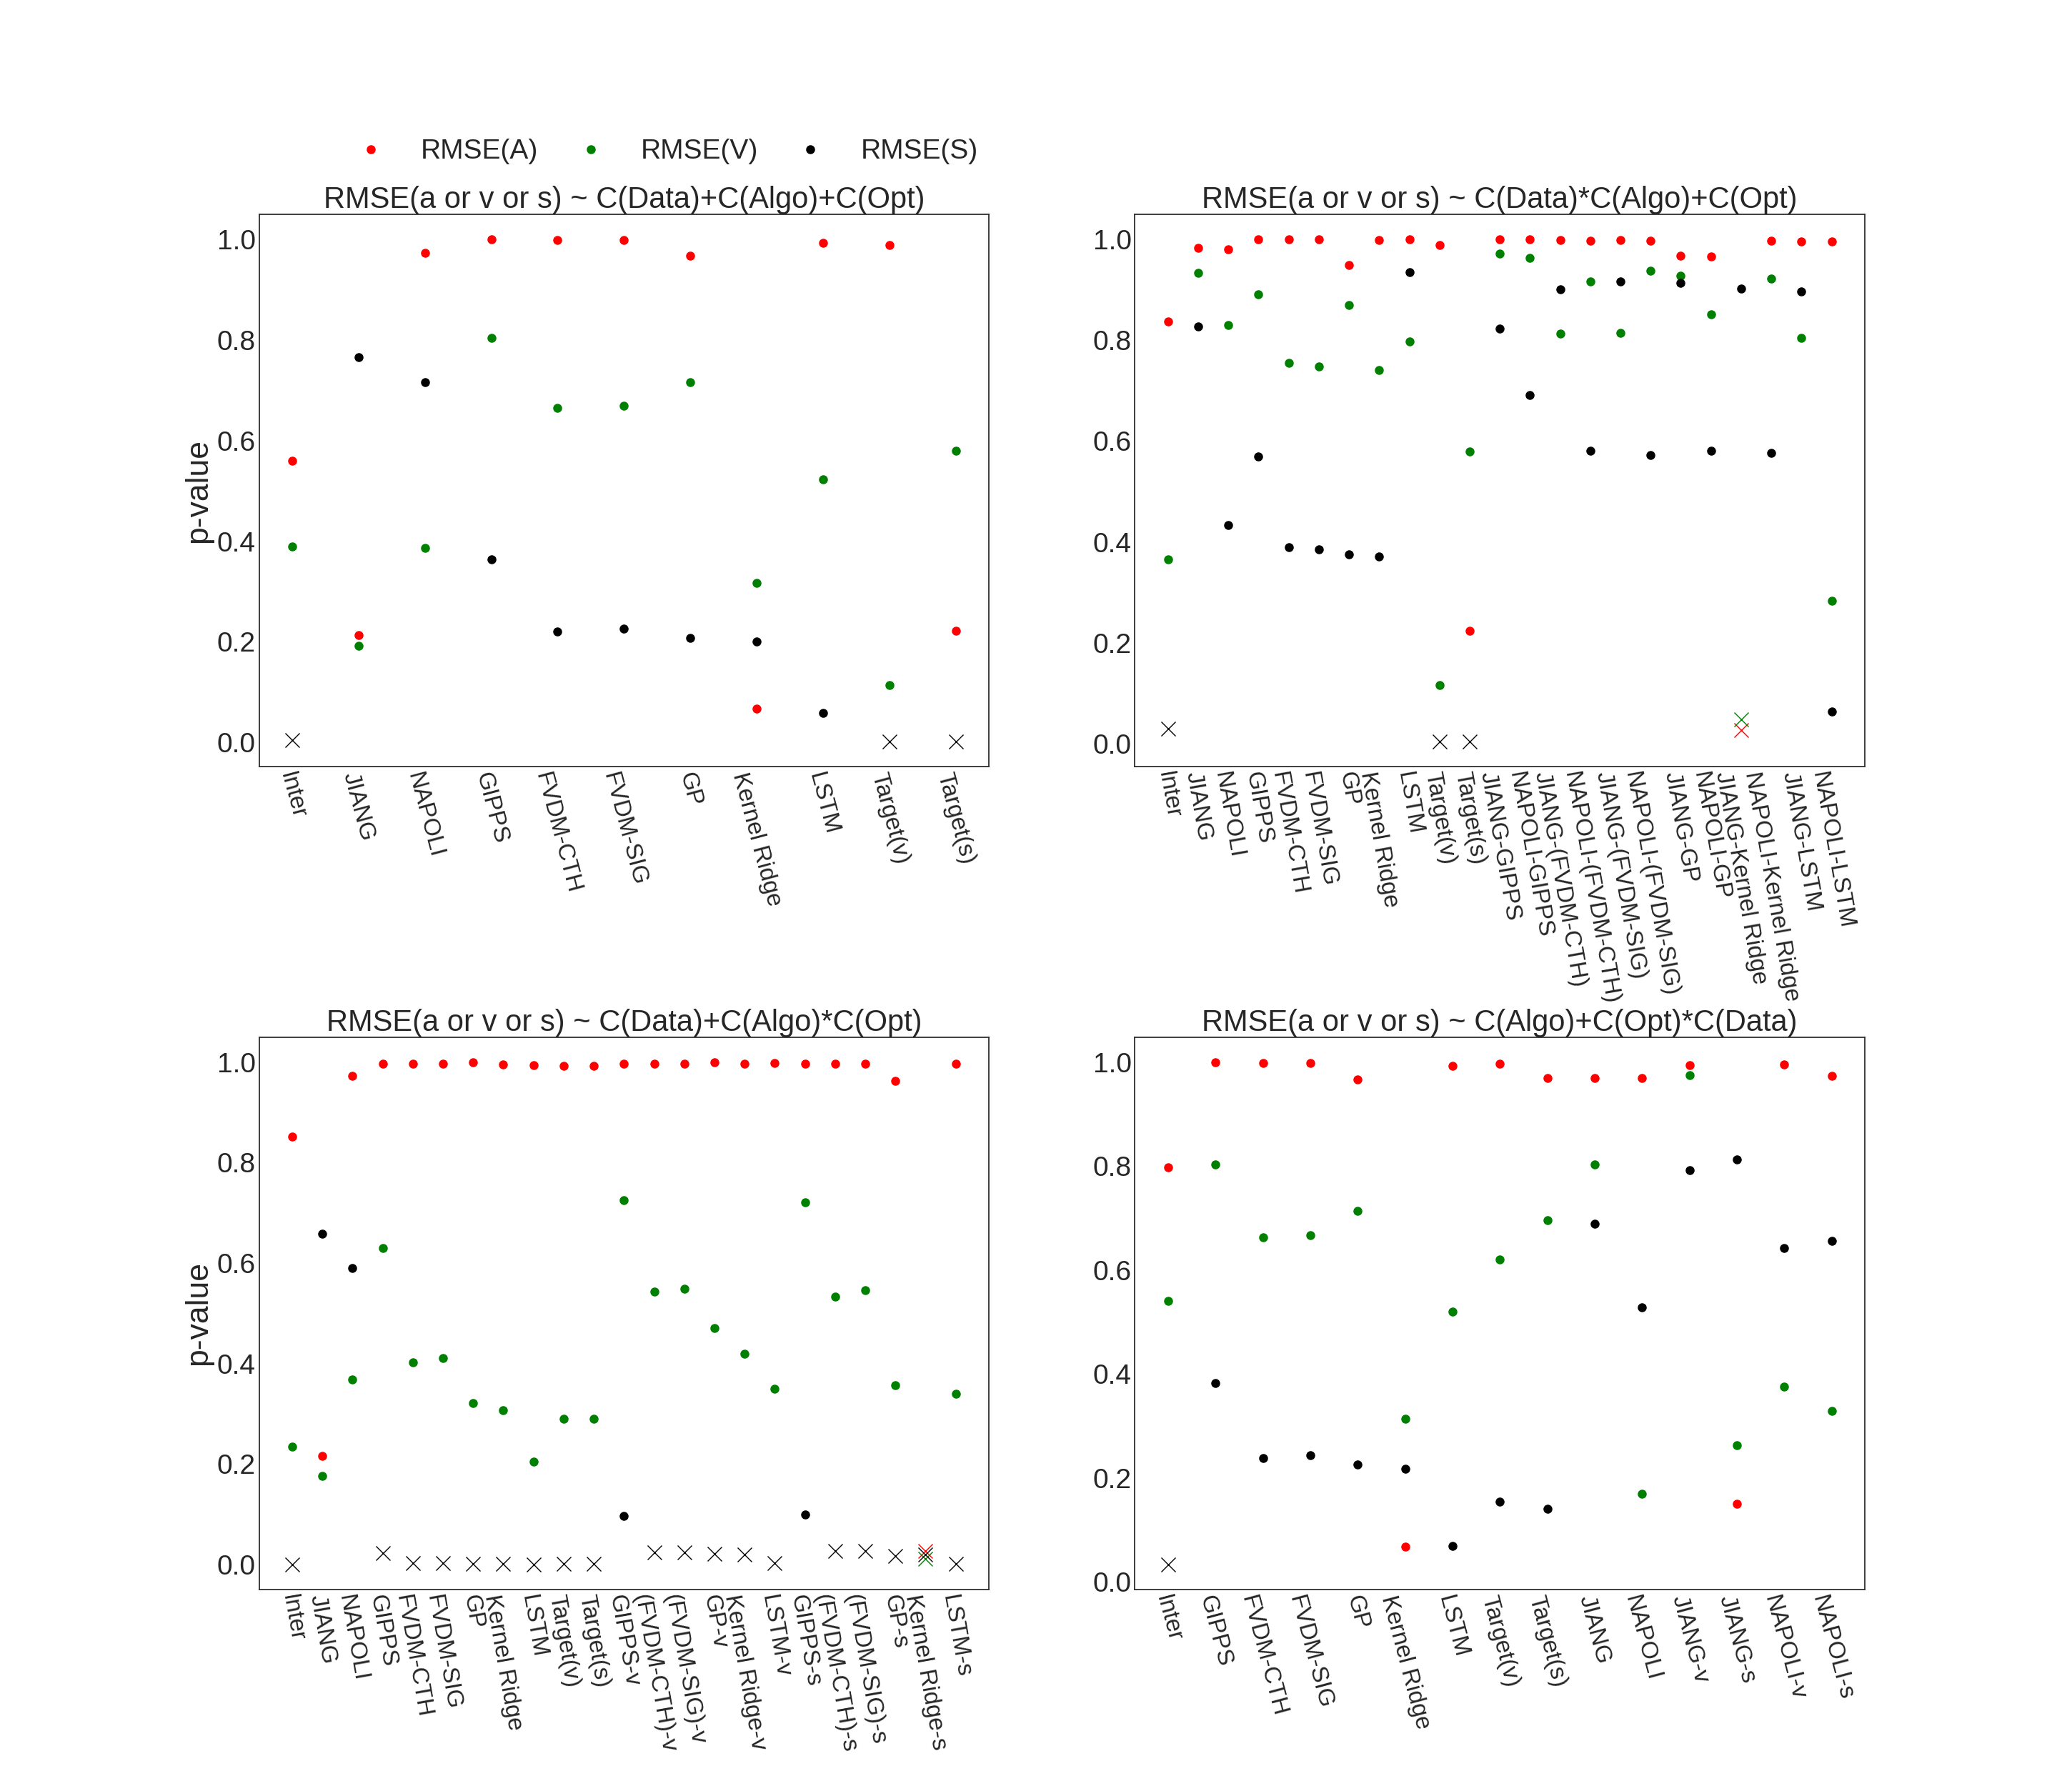 RMSE(A) RMSE(V) RMSE(S)
RMSE(a or v or s) ~ C(Data)+C(Algo)+C(Opt)
p-value
1.0
0.8
0.6
0.4
0.2
0.0
Inter
JIANG
NAPOLI
GIPPS
FVDM-CTH
FVDM-SIG
GP
Kernel Ridge
LSTM
Target(v)
Target(s)
RMSE(a or v or s) ~ C(Data)*C(Algo)+C(Opt)
1.0
0.8
0.6
0.4
0.2
0.0
Inter
JIANG
NAPOLI
GIPPS
FVDM-CTH
FVDM-SIG
GP
Kernel Ridge
LSTM
Target(v)
Target(s)
JIANG-GIPPS
NAPOLI-GIPPS
JIANG-(FVDM-CTH)
NAPOLI-(FVDM-CTH)
JIANG-(FVDM-SIG)
NAPOLI-(FVDM-SIG)
JIANG-GP
NAPOLI-GP
JIANG-Kernel Ridge
NAPOLI-Kernel Ridge
JIANG-LSTM
NAPOLI-LSTM
RMSE(a or v or s) ~ C(Data)+C(Algo)*C(Opt)
p-value
1.0
0.8
0.6
0.4
0.2
0.0
Inter
JIANG
NAPOLI
GIPPS
FVDM-CTH
FVDM-SIG
GP
Kernel Ridge
LSTM
Target(v)
Target(s)
GIPPS-v
(FVDM-CTH)-v
(FVDM-SIG)-v
GP-v
Kernel Ridge-v
LSTM-v
GIPPS-s
(FVDM-CTH)-s
(FVDM-SIG)-s
GP-s
Kernel Ridge-s
LSTM-s
RMSE(a or v or s) ~ C(Algo)+C(Opt)*C(Data)
1.0
0.8
0.6
0.4
0.2
0.0
Inter
GIPPS
FVDM-CTH
FVDM-SIG
GP
Kernel Ridge
LSTM
Target(v)
Target(s)
JIANG
NAPOLI
JIANG-v
JIANG-s
NAPOLI-v
NAPOLI-s